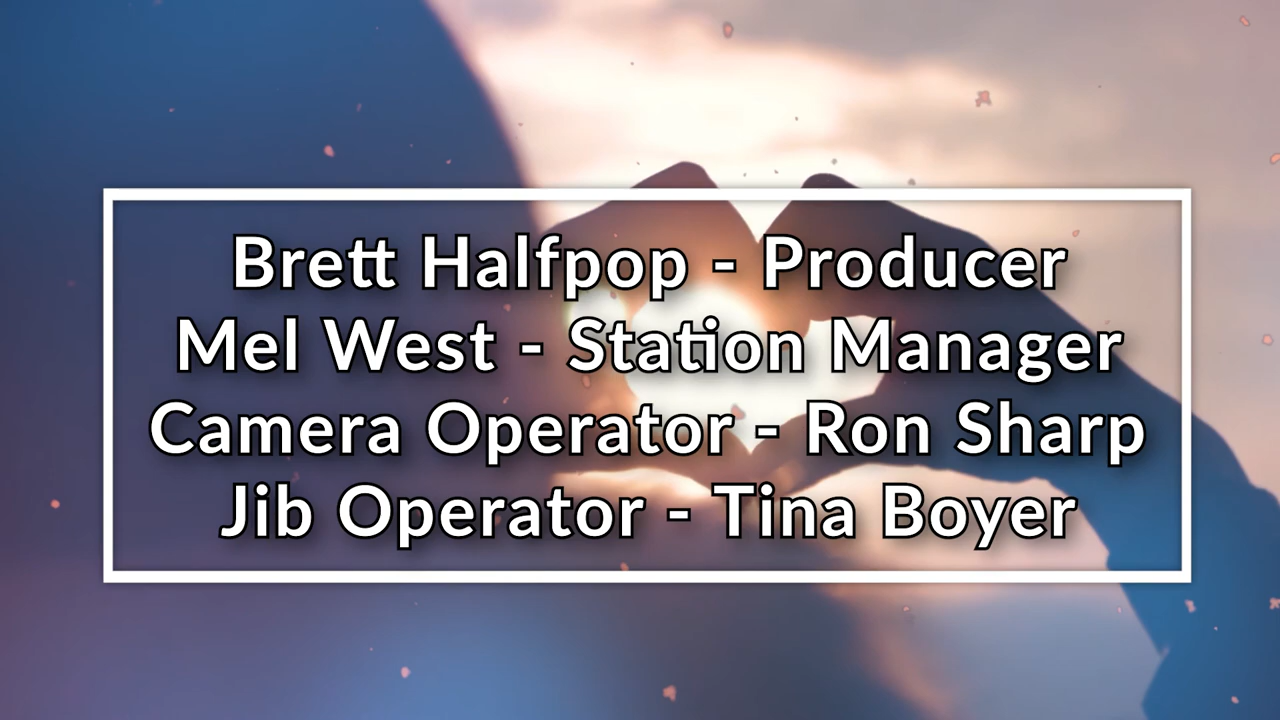 Brett Halfpop - Producer
Mel West - Station Manager
Camera Operator - Ron Sharp
Jib Operator - Tina Boyer